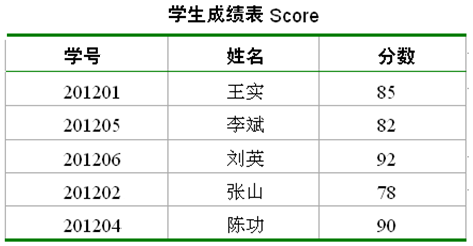 学生成绩表 Score
学号 姓名 分数
201201 王实 85
201205 李斌 82
201206 刘英 92
201202 张山 78
201204 陈功 90